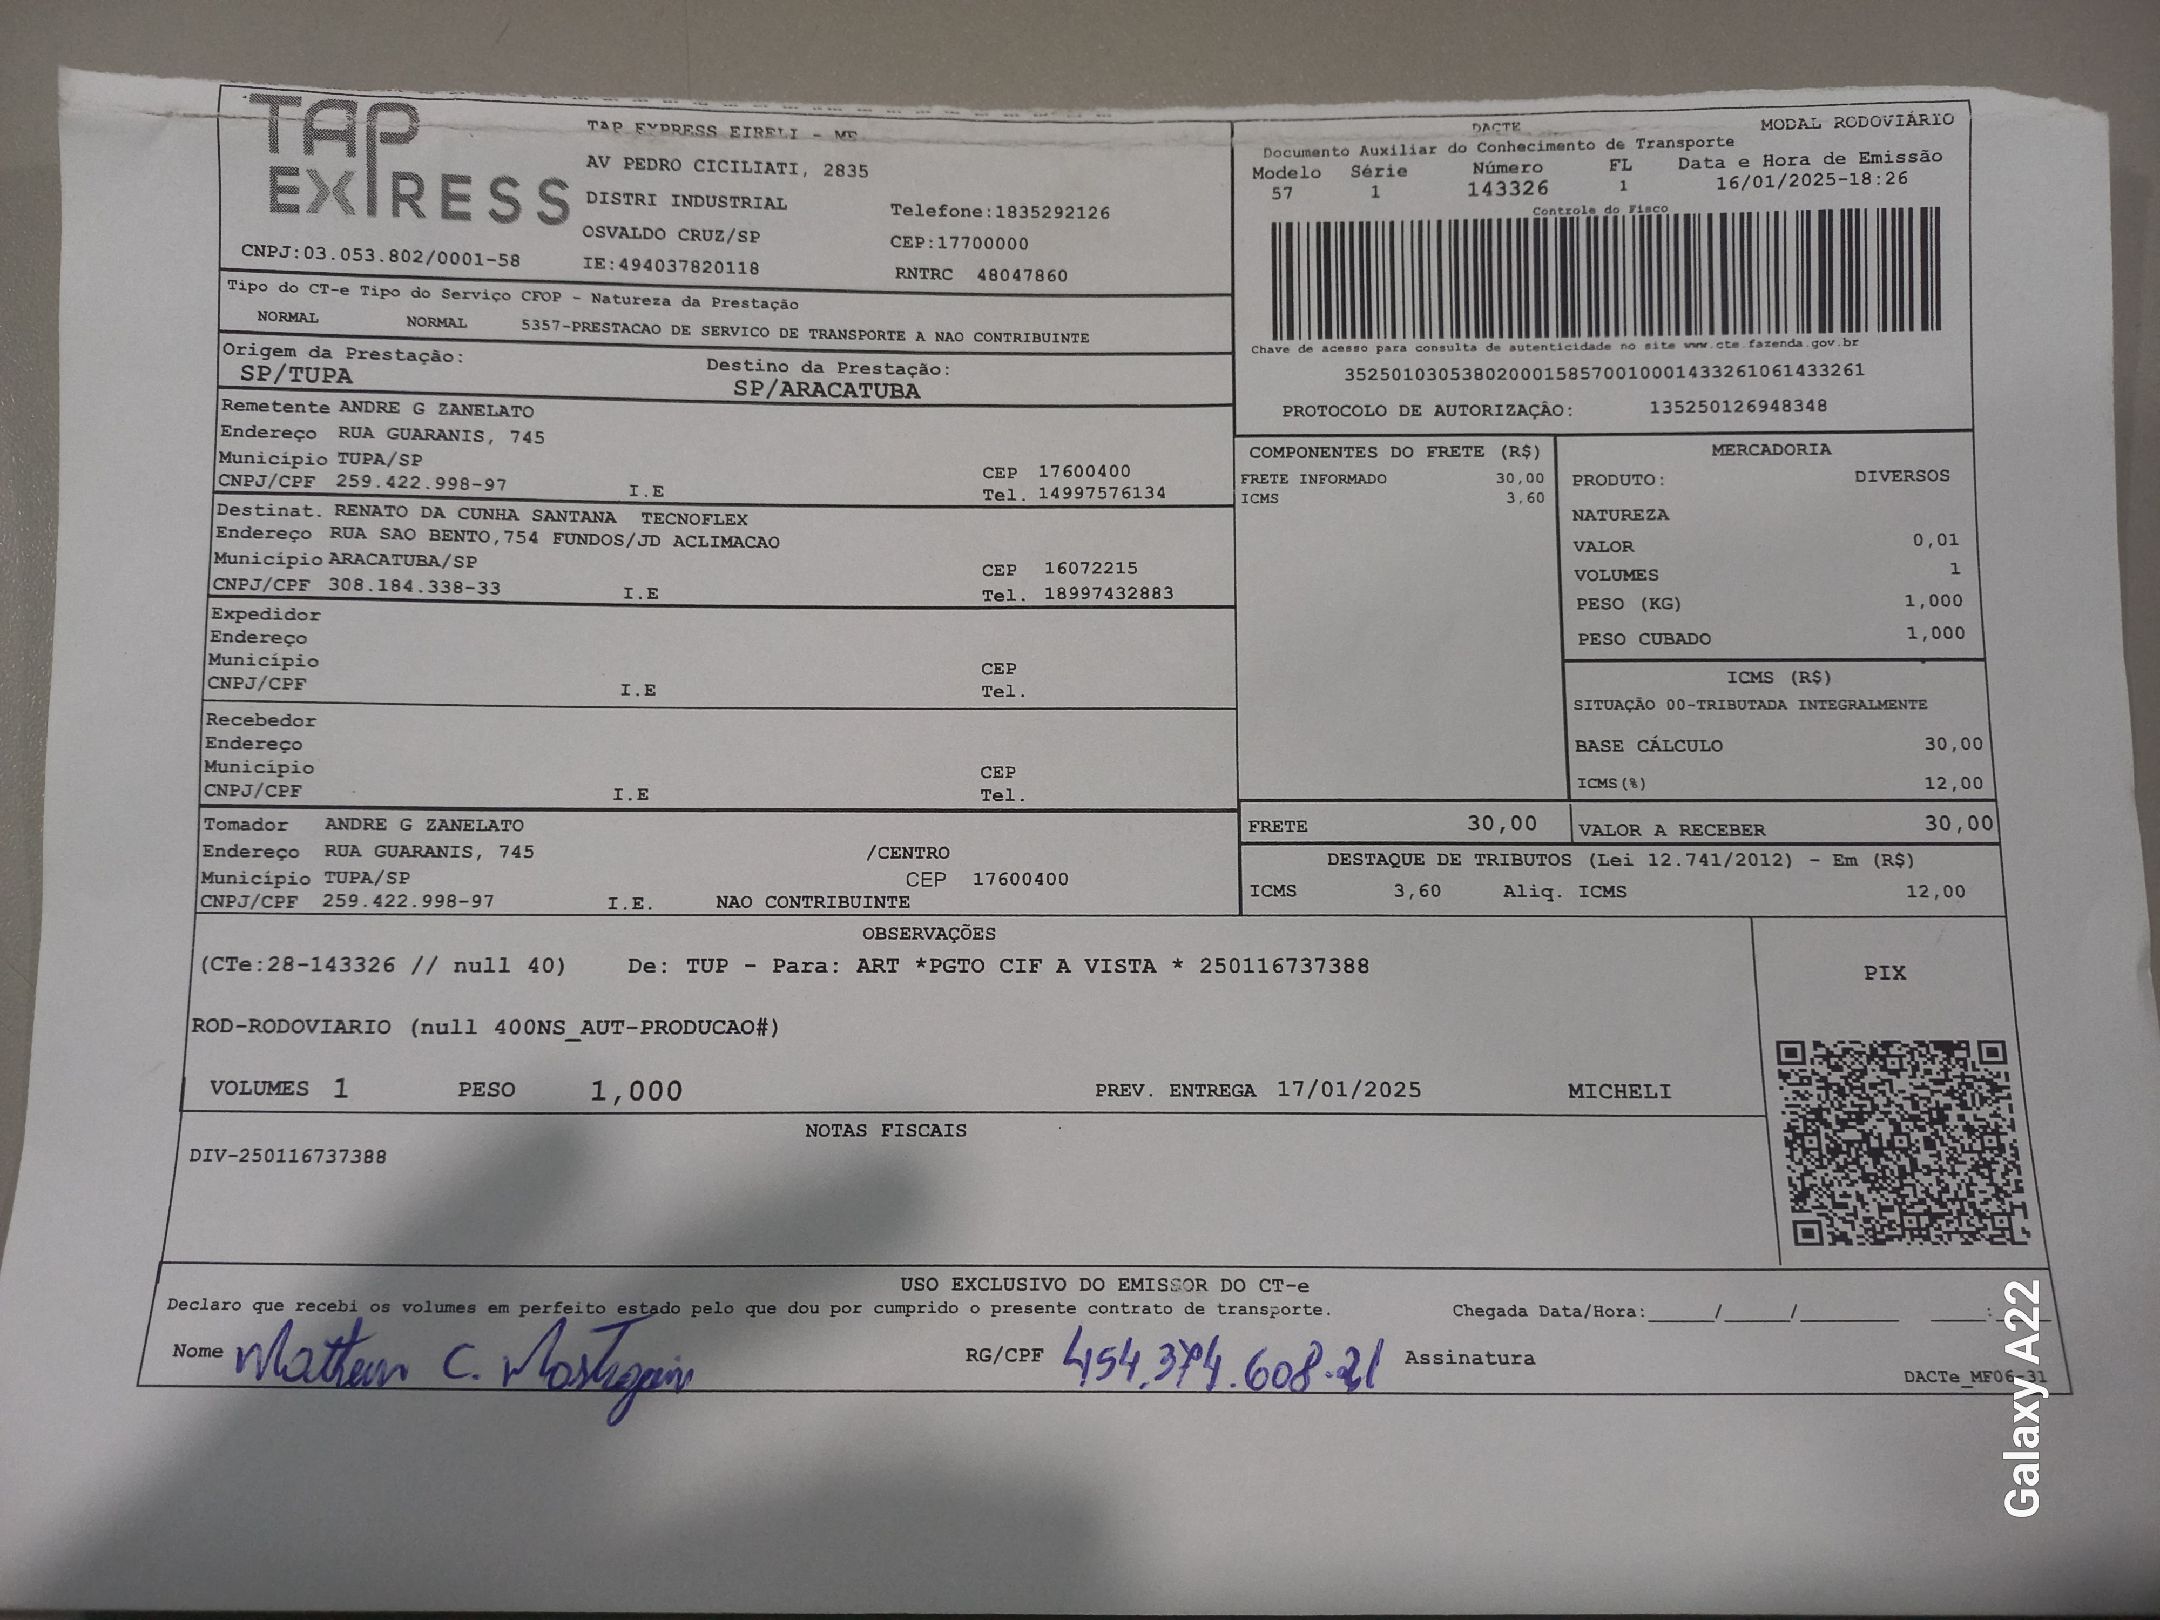 TAP EXPRESS
TAP EXPRESS EIRELI - ME
AV PEDRO CICILIATI, 2835
DISTRI INDUSTRIAL
Telefone:1835292126
OSVALDO CRUZ/SP
CEP:17700000
CNPJ:03.053.802/0001-58
IE:494037820118
RNTRC 48047860
DACTE
MODAL RODOVIÁRIO
Documento Auxiliar do Conhecimento de Transporte
Modelo Série Número FL Data e Hora de Emissão
57 1 143326 1 16/01/2025-18:26
Controle do Fisco
Chave de acesso para consulta de autenticidade no site www.cte.fazenda.gov.br
35250103053802000158570010001433261061433261
PROTOCOLO DE AUTORIZAÇÃO: 135250126948348
Tipo do CT-e Tipo do Serviço CFOP - Natureza da Prestação
NORMAL NORMAL 5357-PRESTACAO DE SERVICO DE TRANSPORTE A NAO CONTRIBUINTE
Origem da Prestação: Destino da Prestação:
SP/TUPA SP/ARACATUBA
Remetente ANDRE G ZANELATO
Endereço RUA GUARANIS, 745
Município TUPA/SP CEP 17600400
CNPJ/CPF 259.422.998-97 I.E Tel. 14997576134
Destinat. RENATO DA CUNHA SANTANA TECNOFLEX
Endereço RUA SAO BENTO,754 FUNDOS/JD ACLIMACAO
Município ARACATUBA/SP CEP 16072215
CNPJ/CPF 308.184.338-33 I.E Tel. 18997432883
Expedidor
Endereço
Município CEP
CNPJ/CPF I.E Tel.
Recebedor
Endereço
Município CEP
CNPJ/CPF I.E Tel.
Tomador ANDRE G ZANELATO
Endereço RUA GUARANIS, 745 /CENTRO
Município TUPA/SP CEP 17600400
CNPJ/CPF 259.422.998-97 I.E. NAO CONTRIBUINTE
COMPONENTES DO FRETE (R$)
FRETE INFORMADO 30,00
ICMS 3,60
MERCADORIA
PRODUTO: DIVERSOS
NATUREZA
VALOR 0,01
VOLUMES 1
PESO (KG) 1,000
PESO CUBADO 1,000
ICMS (R$)
SITUAÇÃO 00-TRIBUTADA INTEGRALMENTE
BASE CÁLCULO 30,00
ICMS(%) 12,00
FRETE 30,00 VALOR A RECEBER 30,00
DESTAQUE DE TRIBUTOS (Lei 12.741/2012) - Em (R$)
ICMS 3,60 Aliq. ICMS 12,00
OBSERVAÇÕES
(CTe:28-143326 // null 40) De: TUP - Para: ART *PGTO CIF A VISTA * 250116737388
ROD-RODOVIARIO (null 400NS_AUT-PRODUCAO#)
VOLUMES 1 PESO 1,000 PREV. ENTREGA 17/01/2025 MICHELI
PIX
NOTAS FISCAIS
DIV-250116737388
USO EXCLUSIVO DO EMISSOR DO CT-e
Declaro que recebi os volumes em perfeito estado pelo que dou por cumprido o presente contrato de transporte. Chegada Data/Hora:____/____/______ ___:___
Nome C. RG/CPF 454.374.608.21 Assinatura
DACTe_MF06-31
Galaxy A22